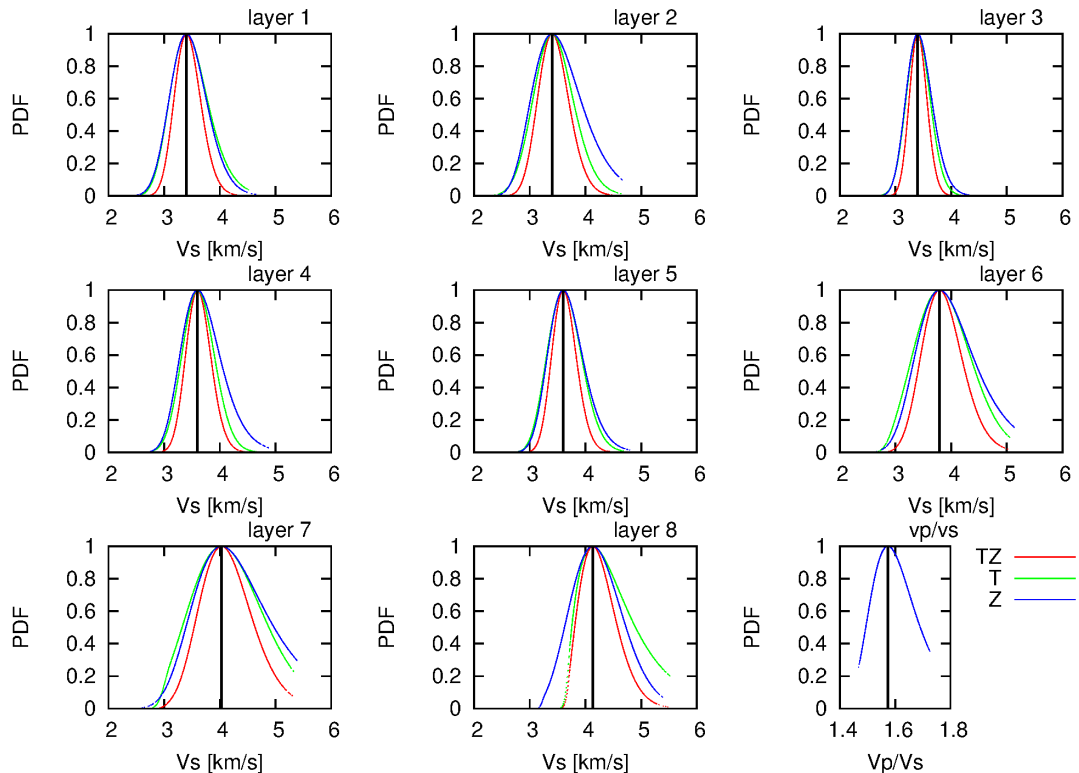 layer 1
layer 2
layer 3
PDF
1
0.8
0.6
0.4
0.2
0
2 3 4 5 6
Vs [km/s]
PDF
1
0.8
0.6
0.4
0.2
0
2 3 4 5 6
Vs [km/s]
PDF
1
0.8
0.6
0.4
0.2
0
2 3 4 5 6
Vs [km/s]
layer 4
layer 5
layer 6
PDF
1
0.8
0.6
0.4
0.2
0
2 3 4 5 6
Vs [km/s]
PDF
1
0.8
0.6
0.4
0.2
0
2 3 4 5 6
Vs [km/s]
PDF
1
0.8
0.6
0.4
0.2
0
2 3 4 5 6
Vs [km/s]
layer 7
layer 8
vp/vs
PDF
1
0.8
0.6
0.4
0.2
0
2 3 4 5 6
Vs [km/s]
PDF
1
0.8
0.6
0.4
0.2
0
2 3 4 5 6
Vs [km/s]
PDF
1
0.8
0.6
0.4
0.2
0
1.4 1.6 1.8
Vp/Vs
TZ
T
Z